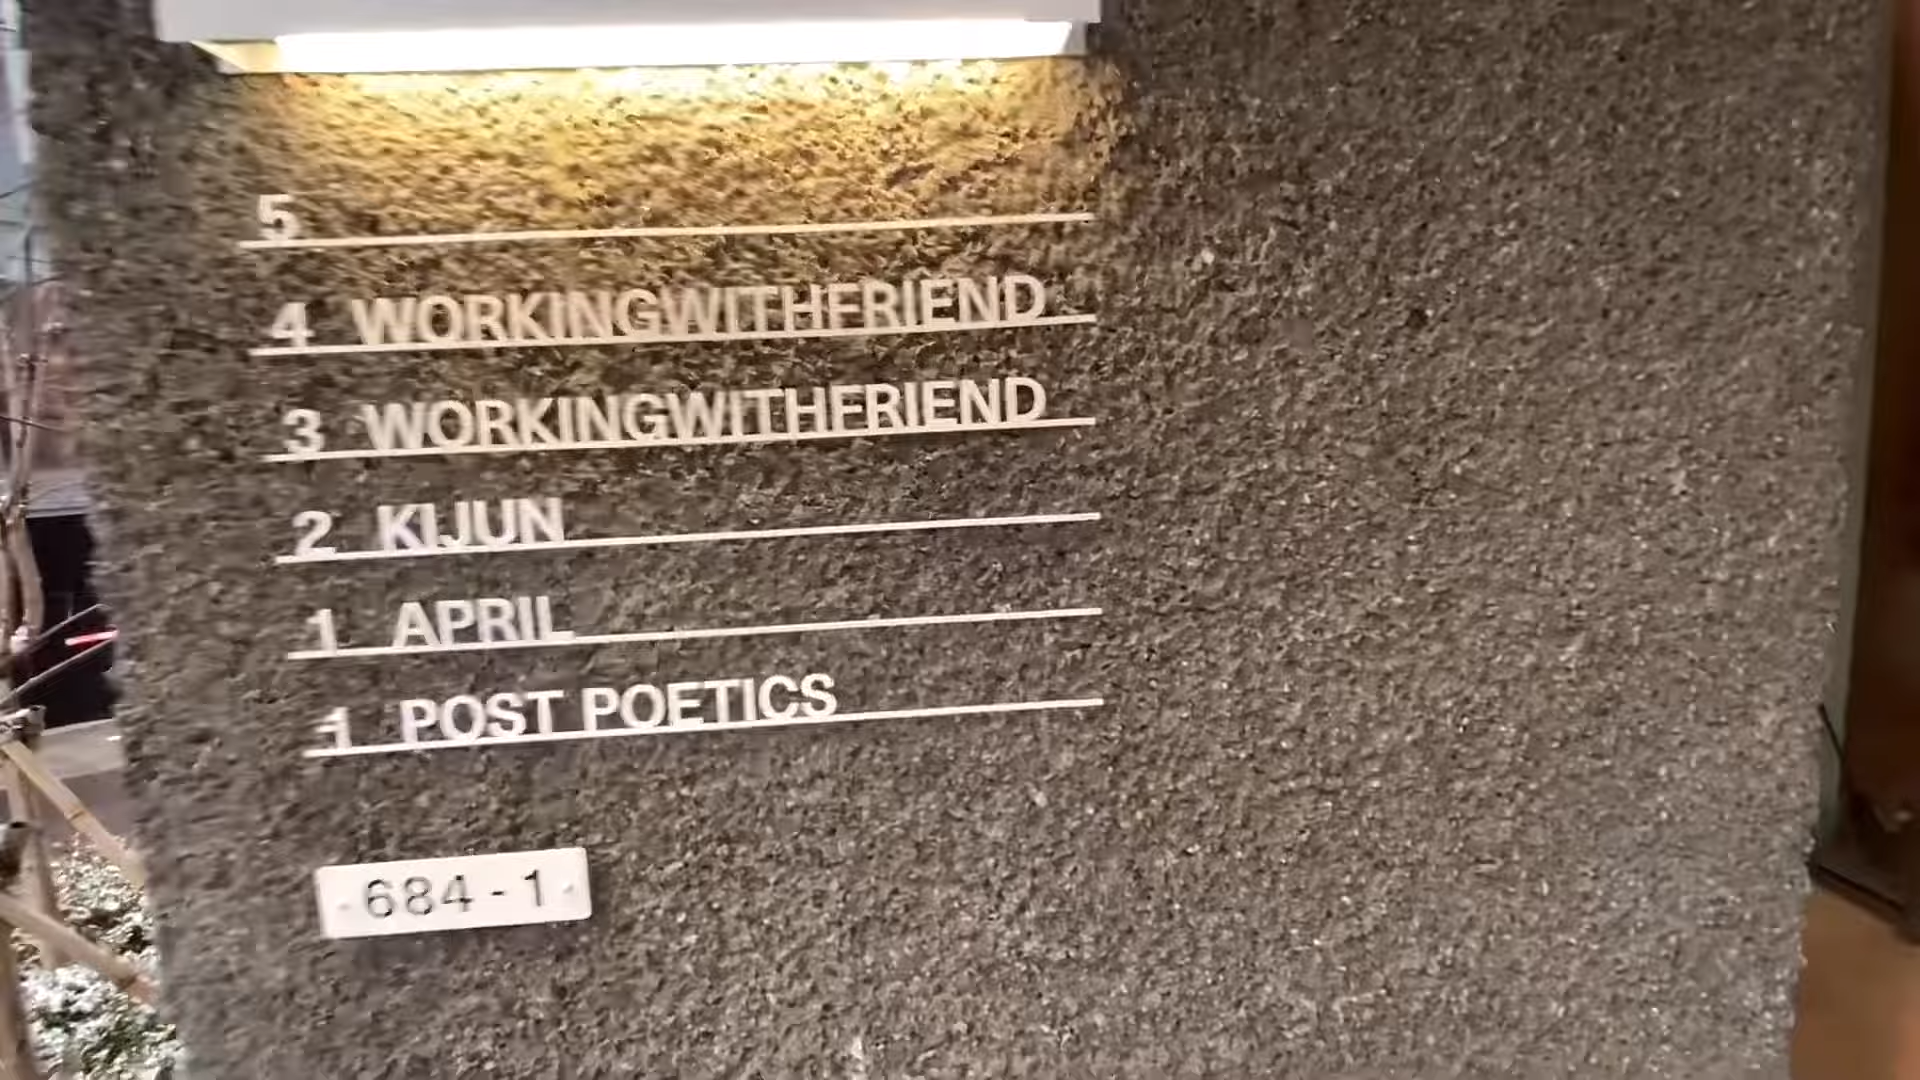 5
4 WORKINGWITHFRIEND
3 WORKINGWITHFRIEND
2 KIJUN
1 APRIL
-1 POST POETICS
684-1